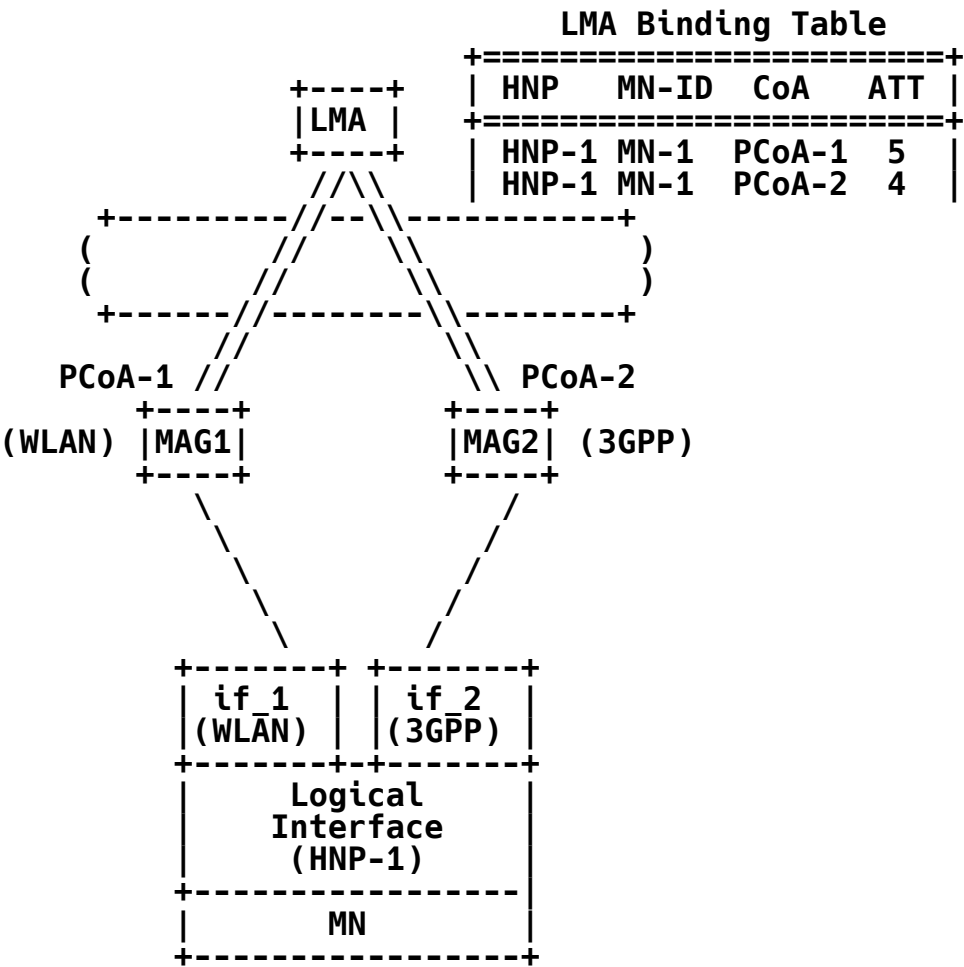 LMA Binding Table
+========================+
+----+ | HNP MN-ID CoA ATT |
|LMA | +========================+
+----+ | HNP-1 MN-1 PCoA-1 5 |
//\\ | HNP-1 MN-1 PCoA-2 4 |
+---------//--\\-----------+
( // \\ )
( // \\ )
+------//--------\\--------+
// \\
PCoA-1 // \\ PCoA-2
+----+ +----+
(WLAN) |MAG1| |MAG2| (3GPP)
+----+ +----+
\ /
\ /
\ /
\ /
\ /
+-------+ +-------+
| if_1 | | if_2 |
|(WLAN) | |(3GPP) |
+-------+-+-------+
| Logical |
| Interface |
| (HNP-1) |
+-----------------|
| MN |
+-----------------+